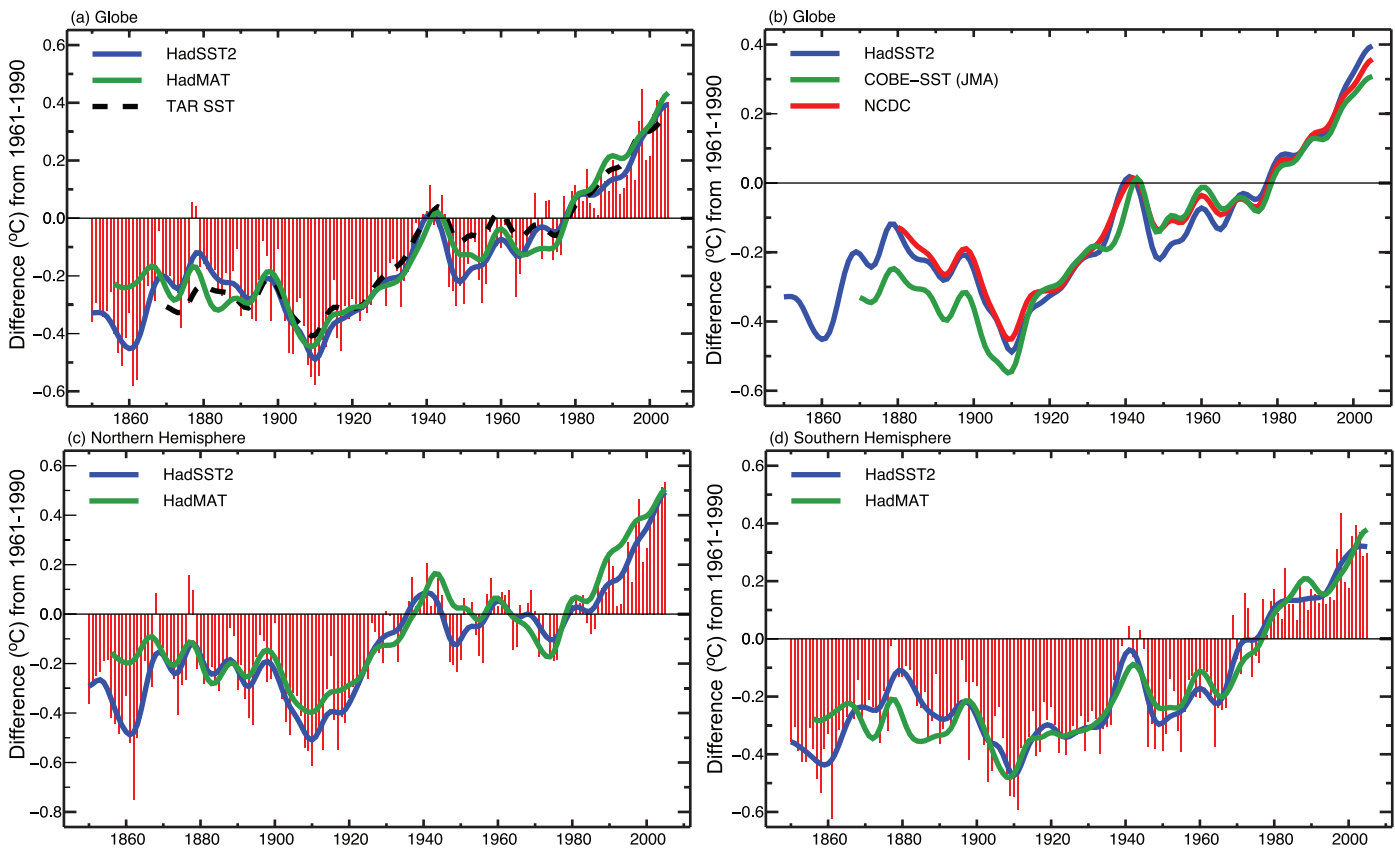 (a) Globe
HadSST2
HadMAT
TAR SST
Difference (ºC) from 1961-1990
0.6
0.4
0.2
0.0
−0.2
−0.4
−0.6
1860 1880 1900 1920 1940 1960 1980 2000
(b) Globe
HadSST2
COBE−SST (JMA)
NCDC
Difference (ºC) from 1961-1990
0.4
0.2
0.0
−0.2
−0.4
−0.6
1860 1880 1900 1920 1940 1960 1980 2000
(c) Northern Hemisphere
HadSST2
HadMAT
Difference (ºC) from 1961-1990
0.6
0.4
0.2
0.0
−0.2
−0.4
−0.6
−0.8
1860 1880 1900 1920 1940 1960 1980 2000
(d) Southern Hemisphere
HadSST2
HadMAT
Difference (ºC) from 1961-1990
0.6
0.4
0.2
0.0
−0.2
−0.4
−0.6
1860 1880 1900 1920 1940 1960 1980 2000